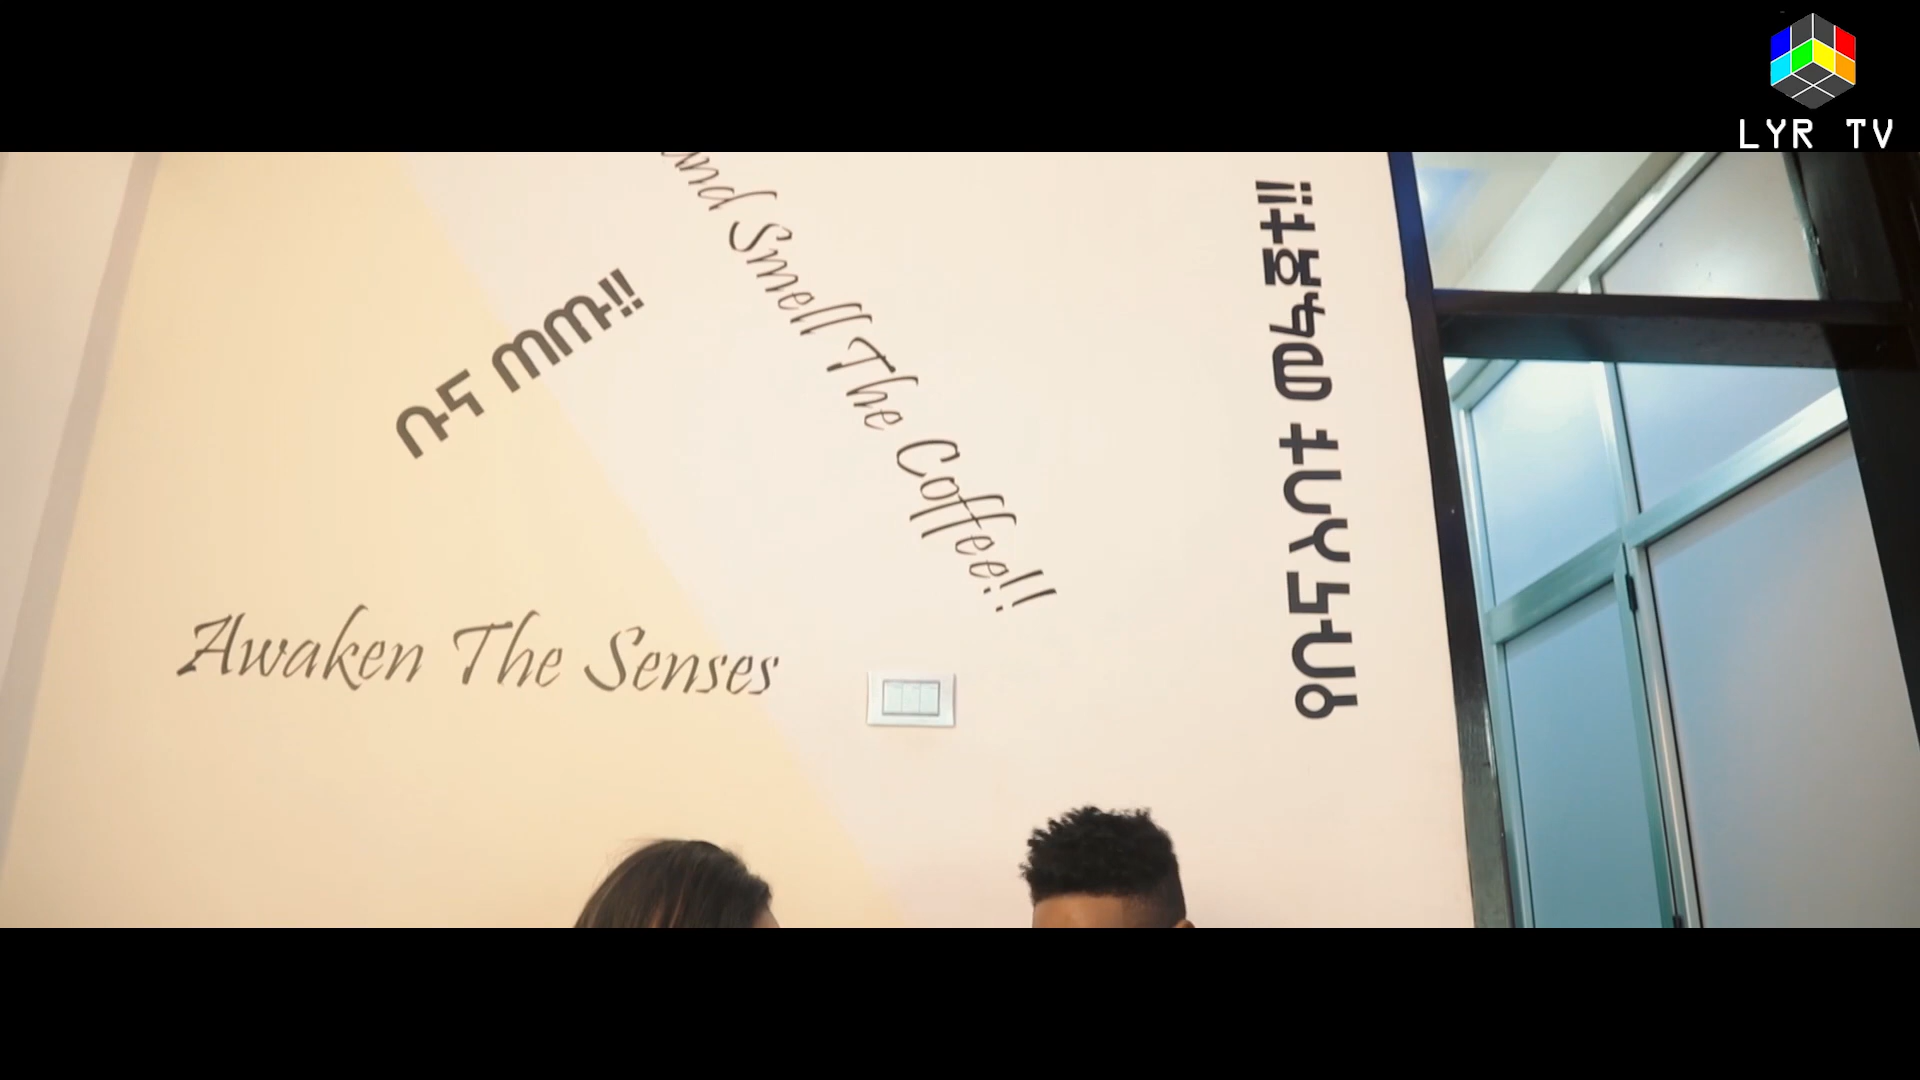 LYR TV
and Smell The Coffee!!
ቡና ጠጡ!!
Awaken The Senses